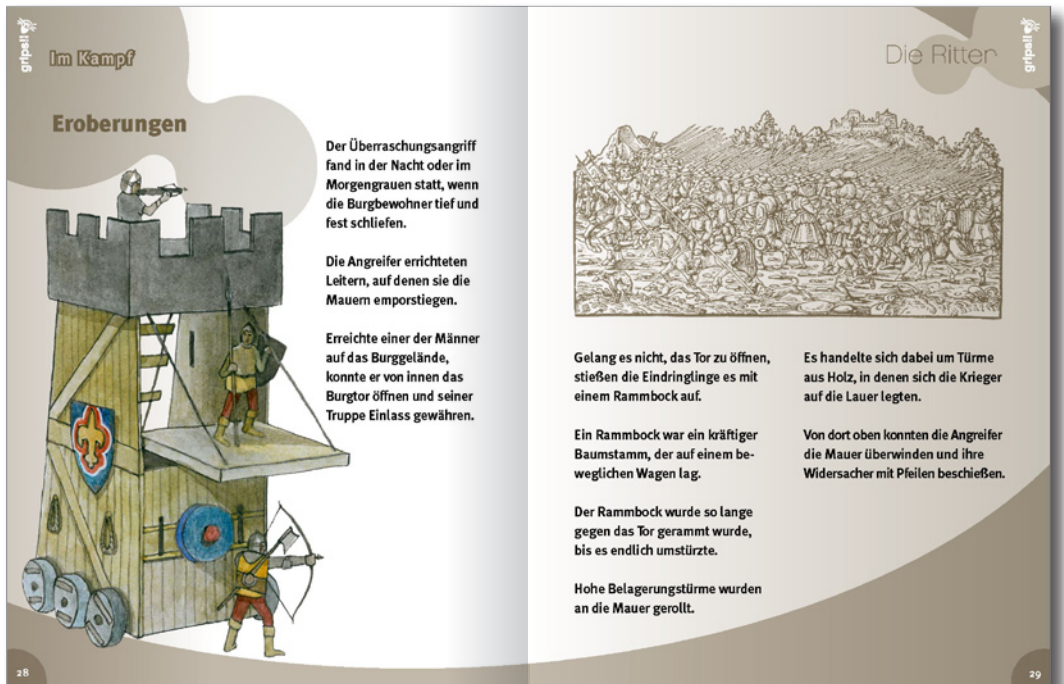 grips!!
Im Kampf
Eroberungen
Der Überraschungsangriff
fand in der Nacht oder im
Morgengrauen statt, wenn
die Burgbewohner tief und
fest schliefen.
Die Angreifer errichteten
Leitern, auf denen sie die
Mauern emporstiegen.
Erreichte einer der Männer
auf das Burggelände,
konnte er von innen das
Burgtor öffnen und seiner
Truppe Einlass gewähren.
28
Die Ritter
grips!!
Gelang es nicht, das Tor zu öffnen,
stießen die Eindringlinge es mit
einem Rammbock auf.
Ein Rammbock war ein kräftiger
Baumstamm, der auf einem be-
weglichen Wagen lag.
Der Rammbock wurde so lange
gegen das Tor gerammt wurde,
bis es endlich umstürzte.
Hohe Belagerungstürme wurden
an die Mauer gerollt.
Es handelte sich dabei um Türme
aus Holz, in denen sich die Krieger
auf die Lauer legten.
Von dort oben konnten die Angreifer
die Mauer überwinden und ihre
Widersacher mit Pfeilen beschießen.
29